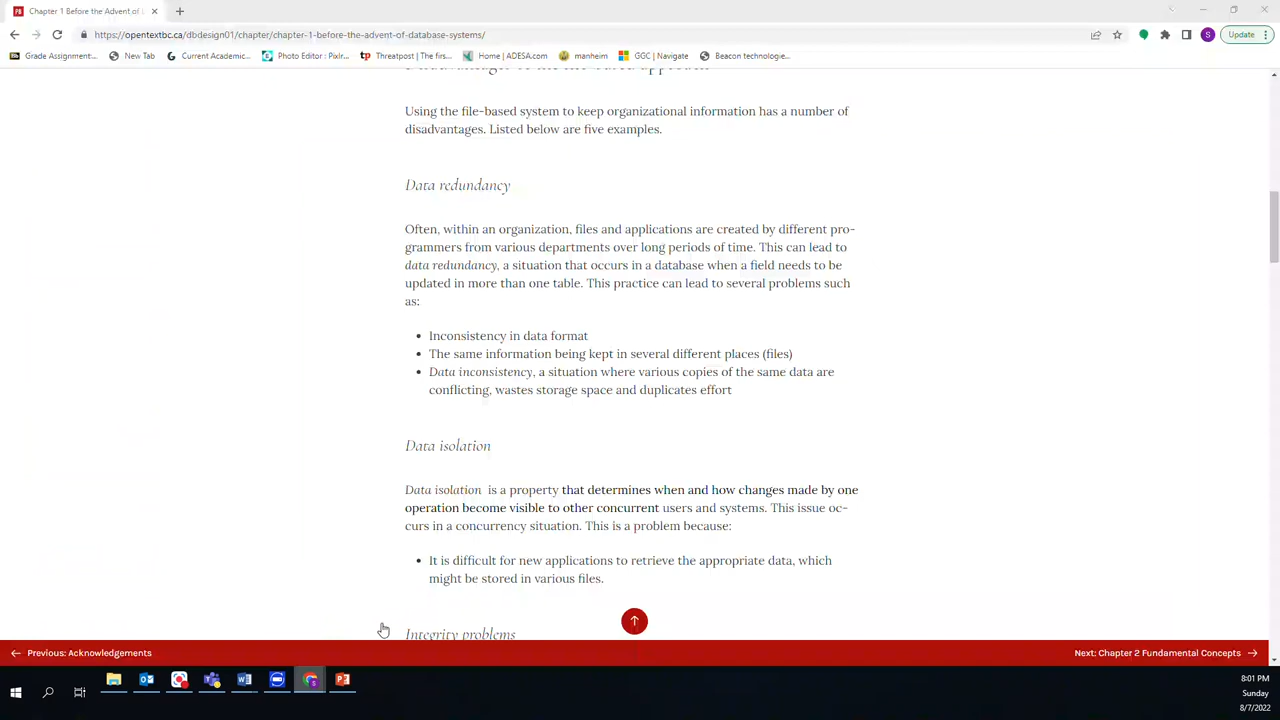 Chapter 1 Before the Advent of
https://opentextbc.ca/dbdesign01/chapter/chapter-1-before-the-advent-of-database-systems/
Update
Grade Assignment:... New Tab Current Academic... Photo Editor : Pixlr... Threatpost | The firs... Home | ADESA.com manheim GGC | Navigate Beacon technologie...
Using the file-based system to keep organizational information has a number of
disadvantages. Listed below are five examples.
Data redundancy
Often, within an organization, files and applications are created by different pro-
grammers from various departments over long periods of time. This can lead to
data redundancy, a situation that occurs in a database when a field needs to be
updated in more than one table. This practice can lead to several problems such
as:
• Inconsistency in data format
• The same information being kept in several different places (files)
• Data inconsistency, a situation where various copies of the same data are
conflicting, wastes storage space and duplicates effort
Data isolation
Data isolation is a property that determines when and how changes made by one
operation become visible to other concurrent users and systems. This issue oc-
curs in a concurrency situation. This is a problem because:
• It is difficult for new applications to retrieve the appropriate data, which
might be stored in various files.
Integrity problems
← Previous: Acknowledgements Next: Chapter 2 Fundamental Concepts →
8:01 PM
Sunday
8/7/2022